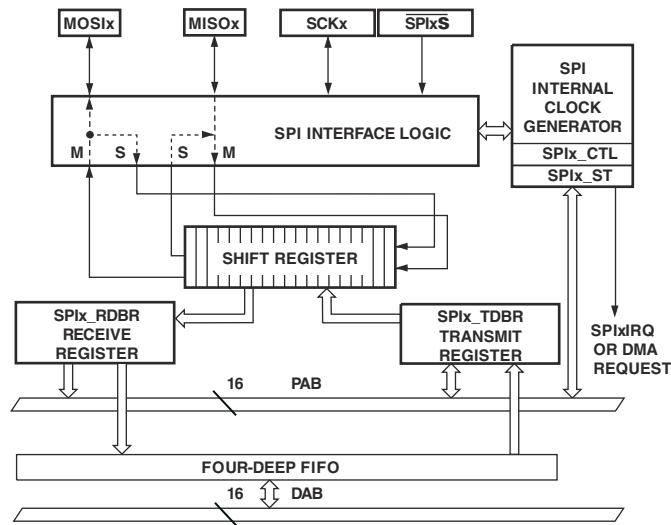 MOSIx
MISOx
SCKx
SPIxS
SPI
INTERNAL
CLOCK
GENERATOR
SPI INTERFACE LOGIC
M
S
S
M
SPIx_CTL
SPIx_ST
SHIFT REGISTER
SPIx_RDBR
RECEIVE
REGISTER
SPIx_TDBR
TRANSMIT
REGISTER
SPIxIRQ
OR DMA
REQUEST
16
PAB
FOUR-DEEP FIFO
16
DAB